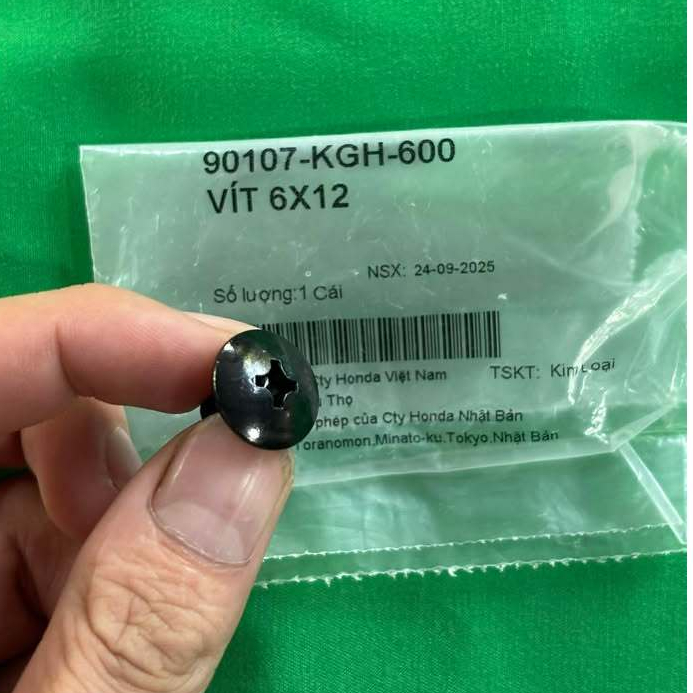 90107-KGH-600
VÍT 6X12
NSX: 24-09-2025
Số lượng:1 Cái
Cty Honda Việt Nam
TSKT: Kim Loại
Thọ
phép của Cty Honda Nhật Bản
Toranomon,Minato-ku,Tokyo,Nhật Bản